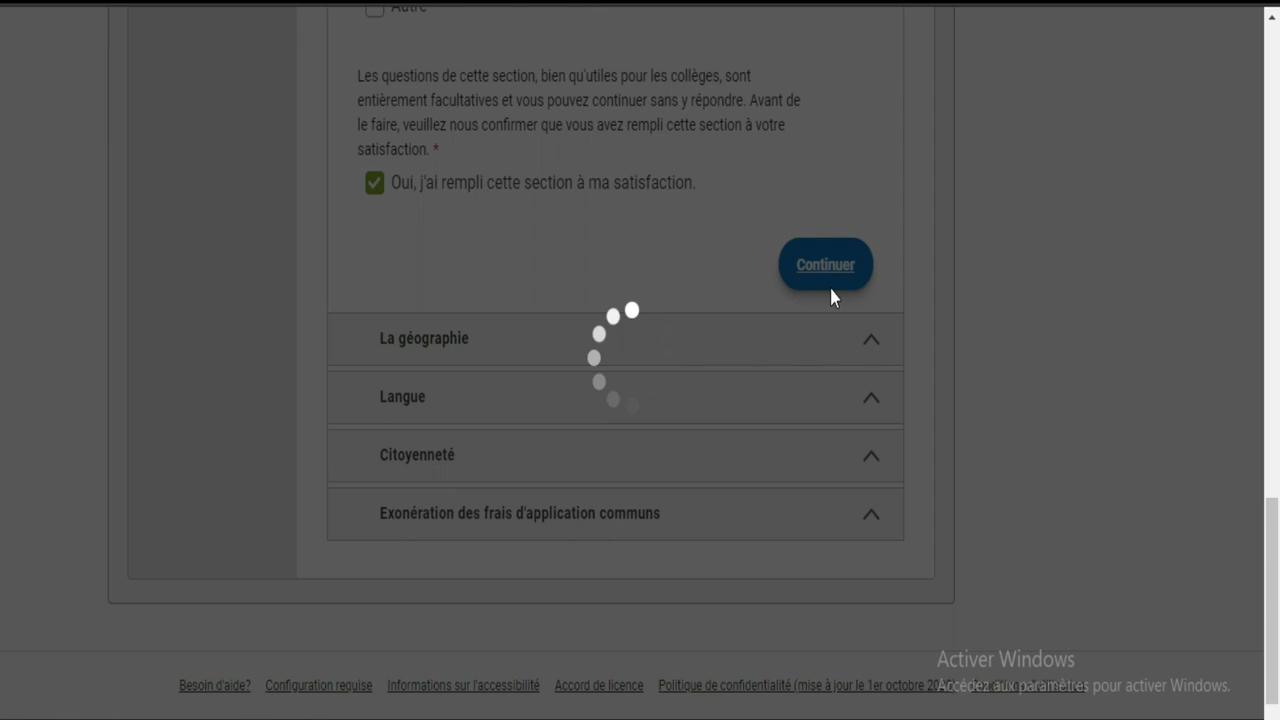 Autre
Les questions de cette section, bien qu'utiles pour les collèges, sont
entièrement facultatives et vous pouvez continuer sans y répondre. Avant de
le faire, veuillez nous confirmer que vous avez rempli cette section à votre
satisfaction. *
Oui, j'ai rempli cette section à ma satisfaction.
Continuer
La géographie
Langue
Citoyenneté
Exonération des frais d'application communs
Activer Windows
Accédez aux paramètres pour activer Windows.
Besoin d'aide? Configuration requise Informations sur l'accessibilité Accord de licence Politique de confidentialité (mise à jour le 1er octobre